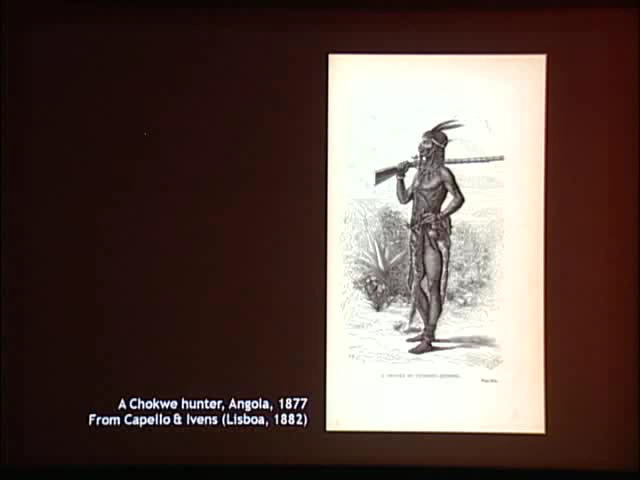 A Chokwe hunter, Angola, 1877
From Capello & Ivens (Lisboa, 1882)